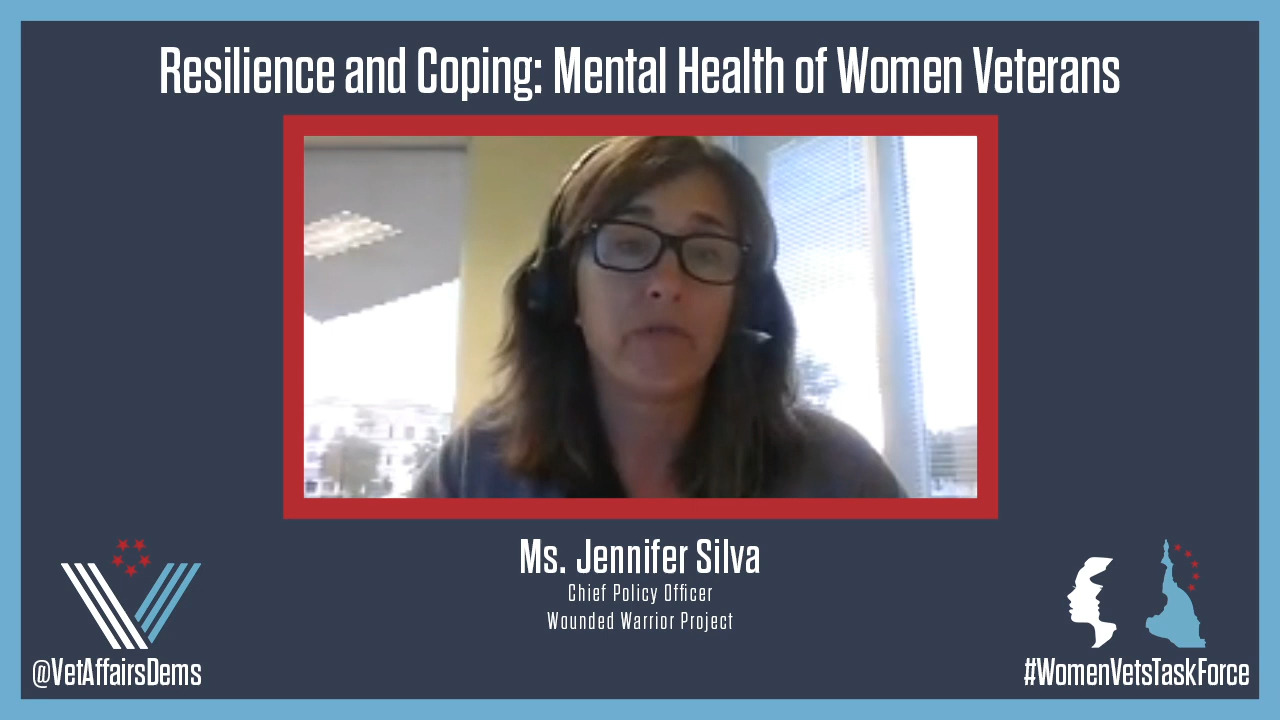 Resilience and Coping: Mental Health of Women Veterans
Ms. Jennifer Silva
Chief Policy Officer
Wounded Warrior Project
@VetAffairsDems
#WomenVetsTaskForce